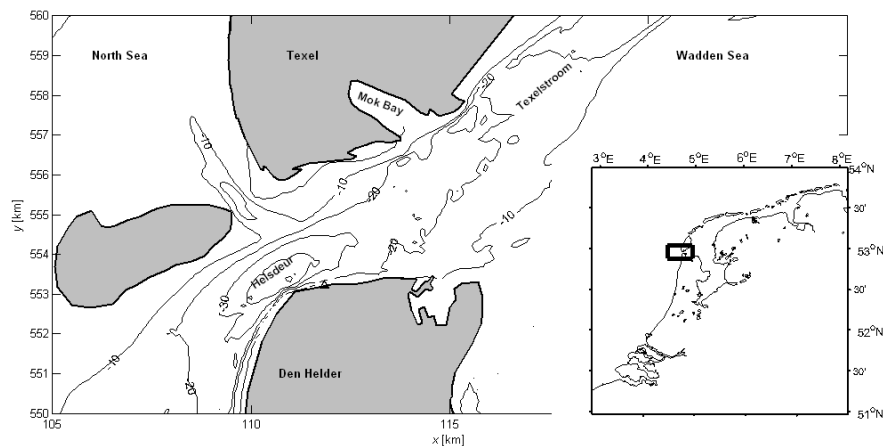 560
559
558
557
556
555
554
553
552
551
550
y [km]
105
110
115
x [km]
North Sea
Texel
Wadden Sea
Mok Bay
Texelstroom
-20
-10
-10
-20
-10
-20
Helsdeur
-30
-10
-20
Den Helder
3°E
4°E
5°E
6°E
7°E
8°E
54°N
30'
53°N
30'
52°N
30'
51°N